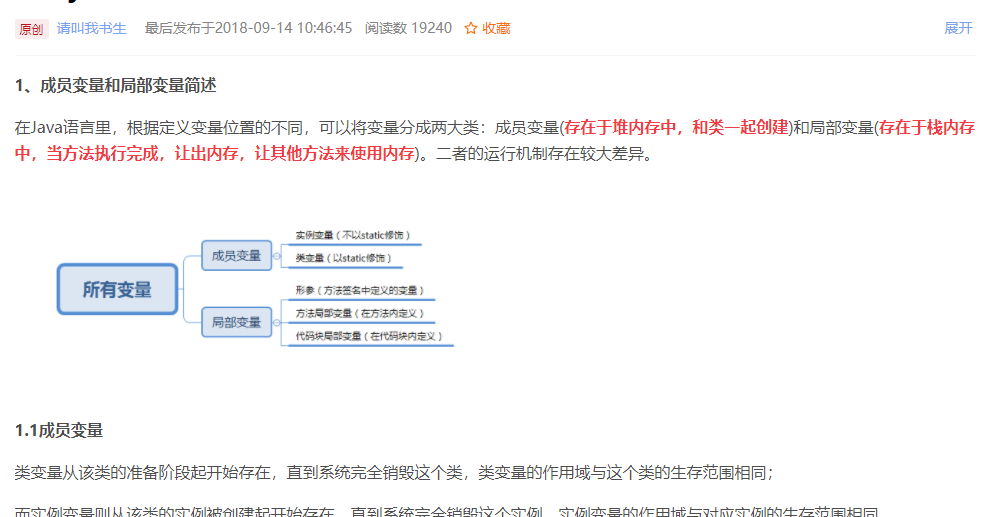 原创 请叫我书生 最后发布于2018-09-14 10:46:45 阅读数 19240 收藏 展开
1、成员变量和局部变量简述
在Java语言里，根据定义变量位置的不同，可以将变量分成两大类：成员变量(存在于堆内存中，和类一起创建)和局部变量(存在于栈内存
中，当方法执行完成，让出内存，让其他方法来使用内存)。二者的运行机制存在较大差异。
所有变量
成员变量
实例变量（不以static修饰）
类变量（以static修饰）
局部变量
形参（方法签名中定义的变量）
方法局部变量（在方法内定义）
代码块局部变量（在代码块内定义）
1.1成员变量
类变量从该类的准备阶段起开始存在，直到系统完全销毁这个类，类变量的作用域与这个类的生存范围相同；
而实例变量则从该类的实例被创建起开始存在，直到系统完全销毁这个实例，实例变量的作用域与对应实例的生存范围相同